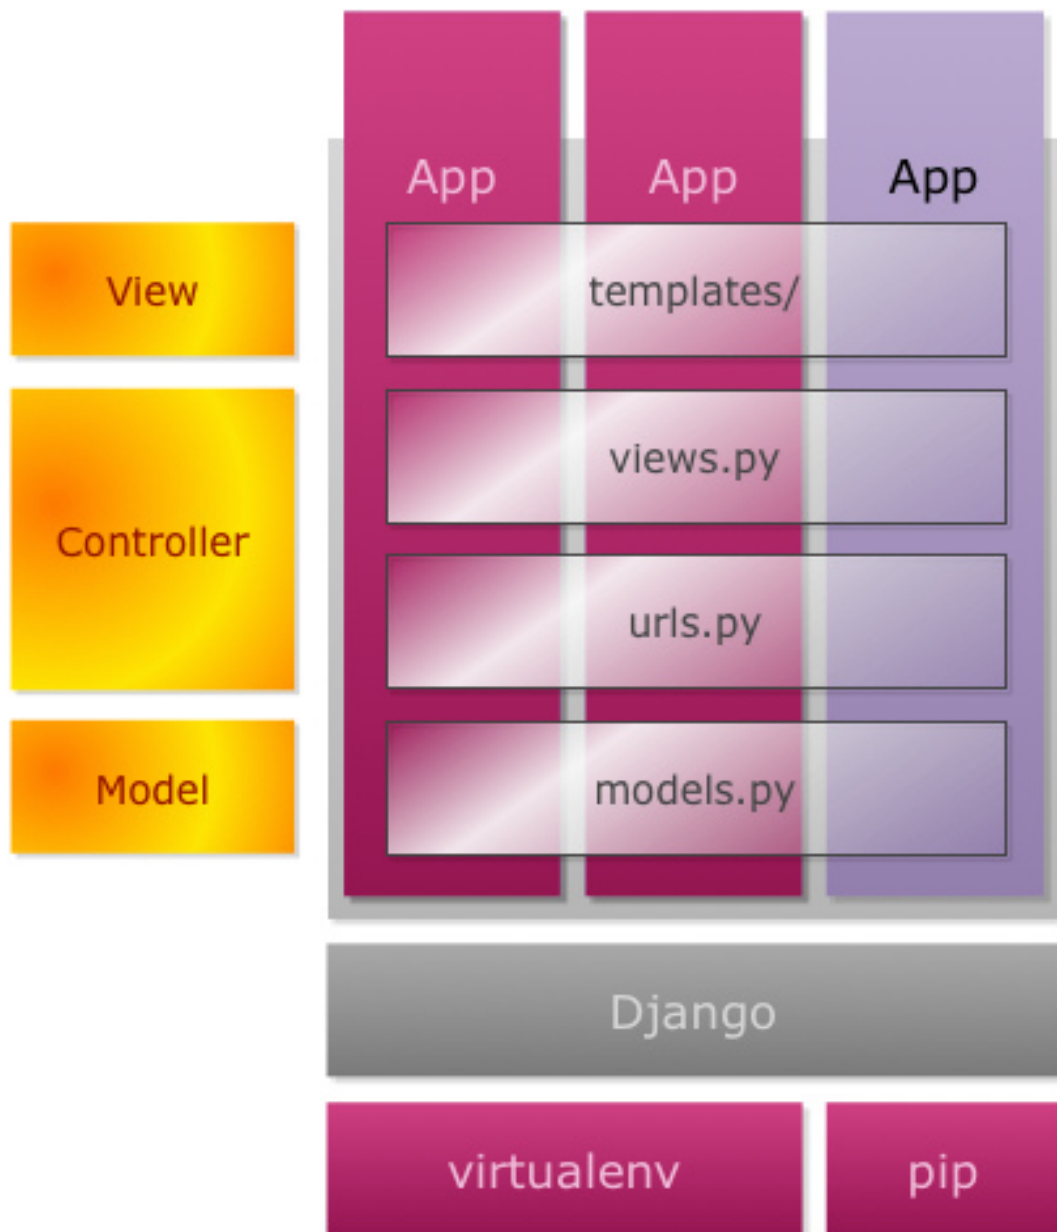 App App App
View
templates/
views.py
Controller
urls.py
Model
models.py
Django
virtualenv pip